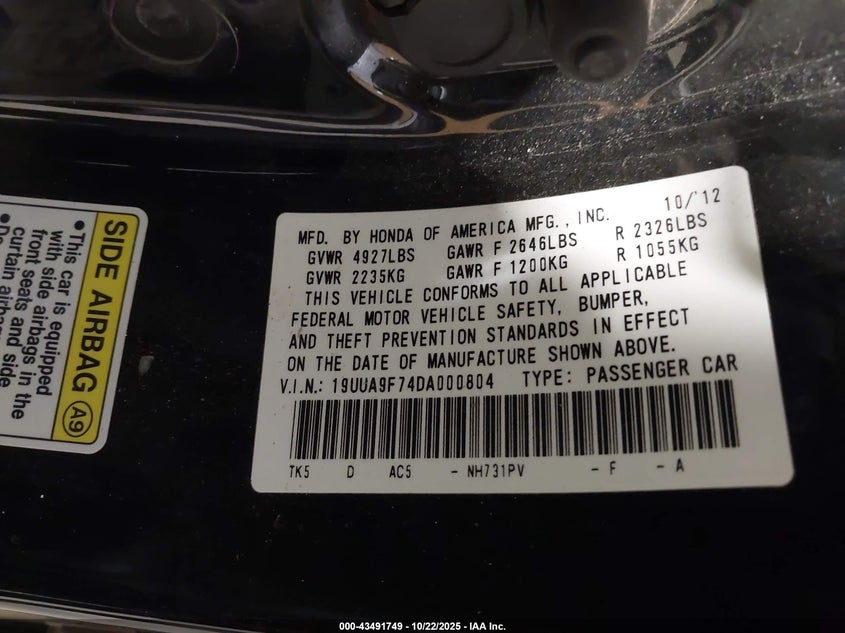 10/'12
MFD. BY HONDA OF AMERICA MFG., INC.
GVWR 4927LBS GAWR F 2646LBS R 2326LBS
GVWR 2235KG GAWR F 1200KG R 1055KG
THIS VEHICLE CONFORMS TO ALL APPLICABLE
FEDERAL MOTOR VEHICLE SAFETY, BUMPER,
AND THEFT PREVENTION STANDARDS IN EFFECT
ON THE DATE OF MANUFACTURE SHOWN ABOVE.
V.I.N.: 19UUA9F74DA000804 TYPE: PASSENGER CAR
TK5 D AC5 - NH731PV - F - A
SIDE AIRBAG A9
•This car is equipped
with side airbags in the
front seats and side
curtain airbags
000-43491749 - 10/22/2025 - IAA Inc.